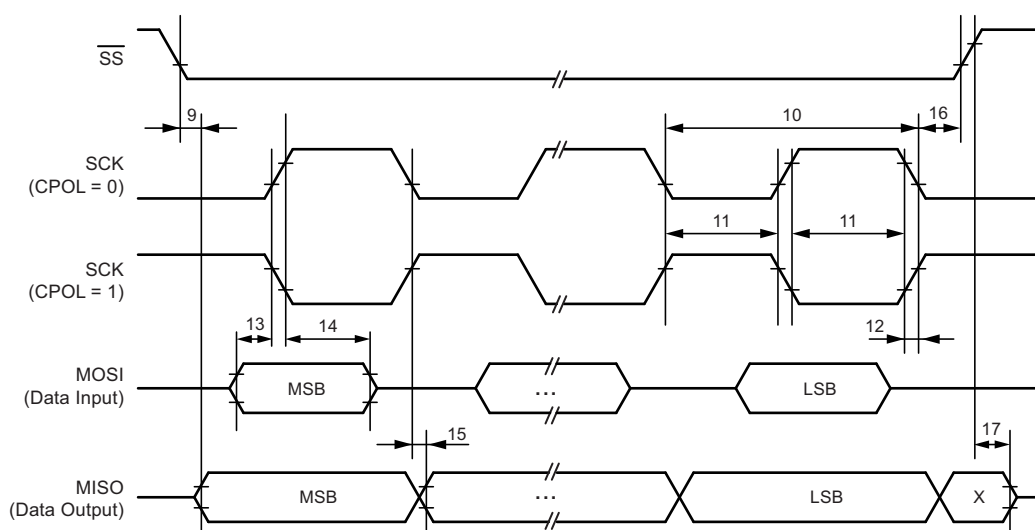 SS
9
10
16
SCK
(CPOL = 0)
11
11
SCK
(CPOL = 1)
13
14
12
MOSI
(Data Input)
MSB
...
LSB
15
17
MISO
(Data Output)
MSB
...
LSB
X